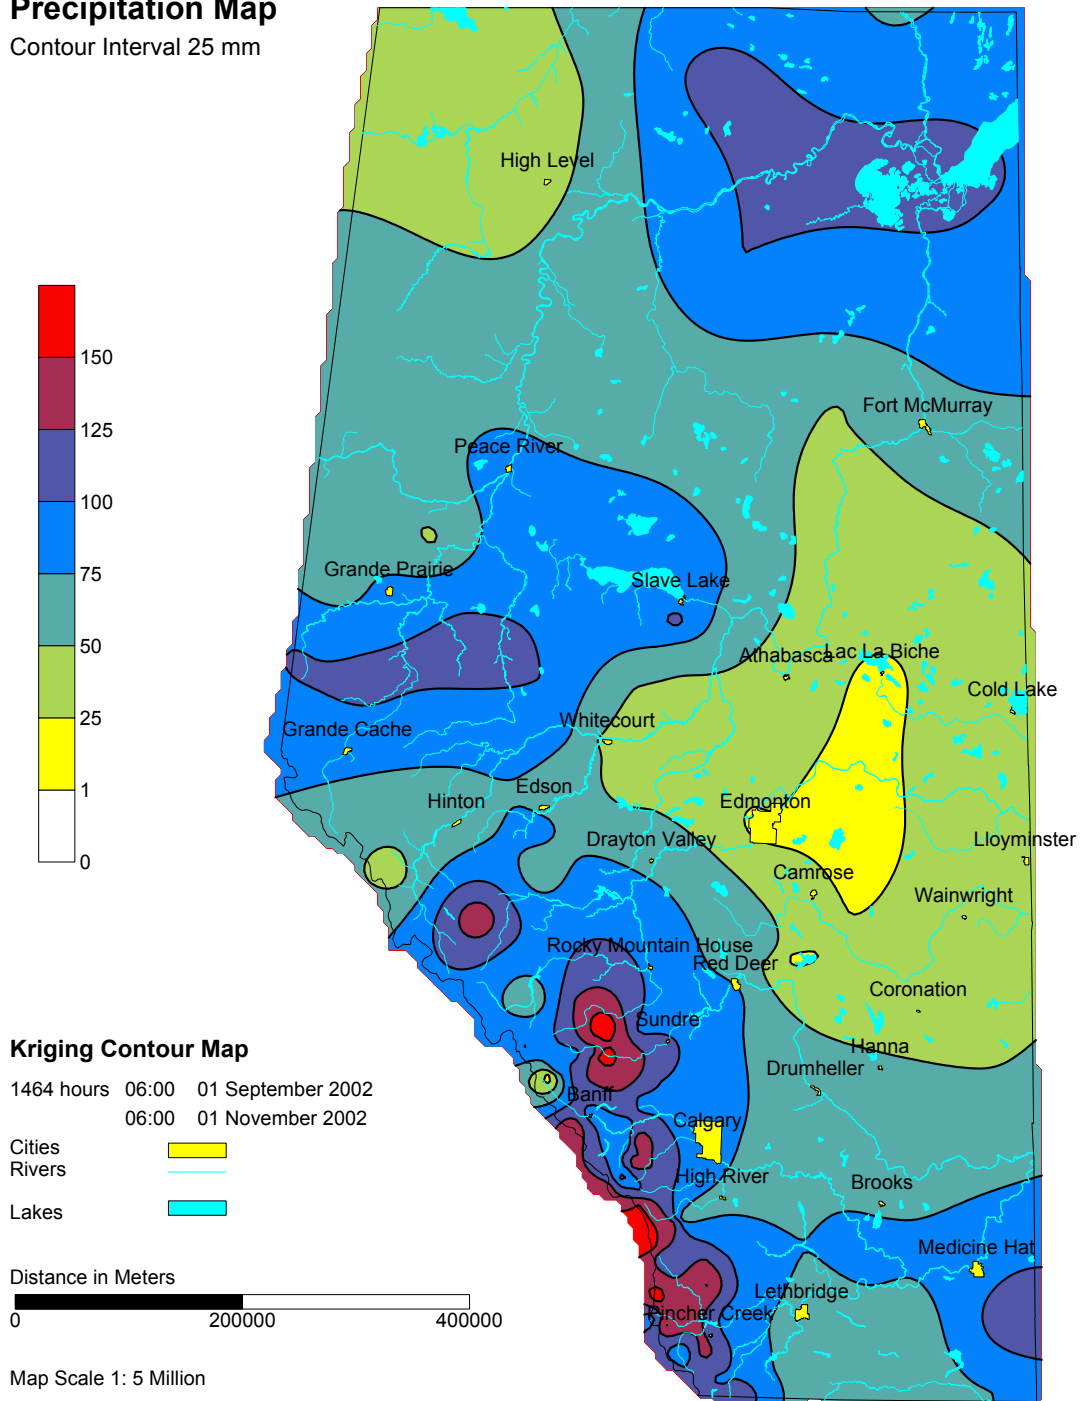 Precipitation Map
Contour Interval 25 mm
High Level
150
125
100
75
50
25
1
0
Fort McMurray
Peace River
Grande Prairie
Slave Lake
Athabasca
Lac La Biche
Cold Lake
Whitecourt
Grande Cache
Edson
Hinton
Edmonton
Drayton Valley
Lloyminster
Camrose
Wainwright
Rocky Mountain House
Red Deer
Coronation
Sundre
Hanna
Drumheller
Banff
Calgary
High River
Brooks
Medicine Hat
Lethbridge
Pincher Creek
Kriging Contour Map
1464 hours 06:00 01 September 2002
06:00 01 November 2002
Cities
Rivers
Lakes
Distance in Meters
0 200000 400000
Map Scale 1: 5 Million